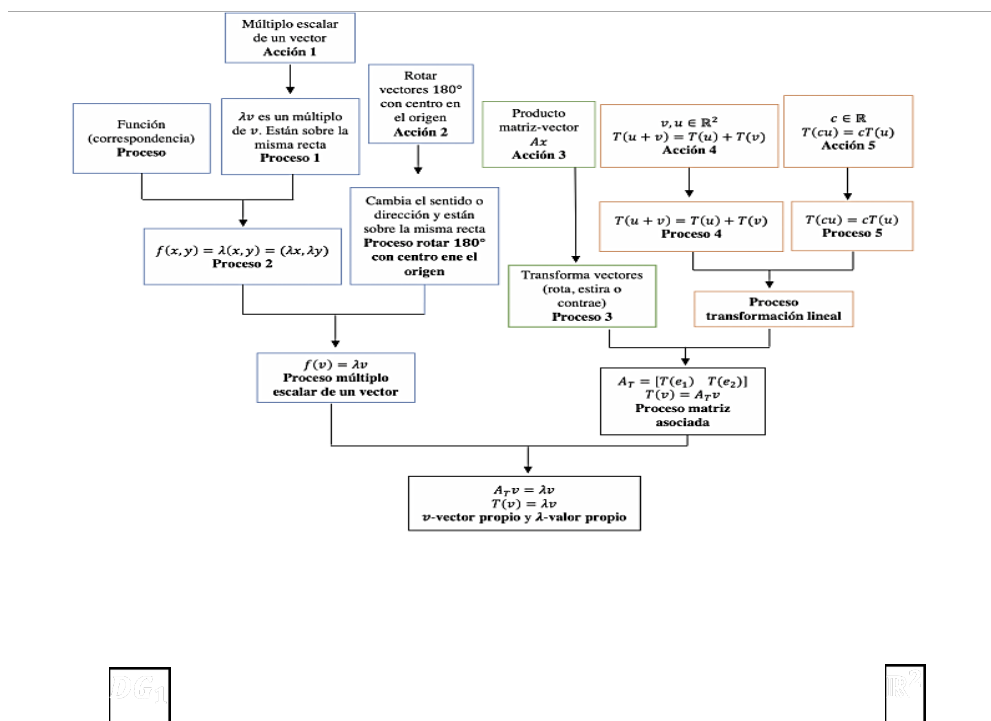 Múltiplo escalar
de un vector
Acción 1
Rotar
vectores 180°
con centro en
el origen
Acción 2
Función
(correspondencia)
Proceso
λv es un múltiplo
de v. Están sobre la
misma recta
Proceso 1
Producto
matriz-vector
Ax
Acción 3
v, u ∈ ℝ²
T(u + v) = T(u) + T(v)
Acción 4
c ∈ ℝ
T(cu) = cT(u)
Acción 5
Cambia el sentido o
dirección y están
sobre la misma recta
Proceso rotar 180°
con centro ene el
origen
T(u + v) = T(u) + T(v)
Proceso 4
T(cu) = cT(u)
Proceso 5
f(x, y) = λ(x, y) = (λx, λy)
Proceso 2
Transforma vectores
(rota, estira o
contrae)
Proceso 3
Proceso
transformación lineal
f(v) = λv
Proceso múltiplo
escalar de un vector
A_T = [T(e₁) T(e₂)]
T(v) = A_T v
Proceso matriz
asociada
A_T v = λv
T(v) = λv
v-vector propio y λ-valor propio
DG₁
ℝ²